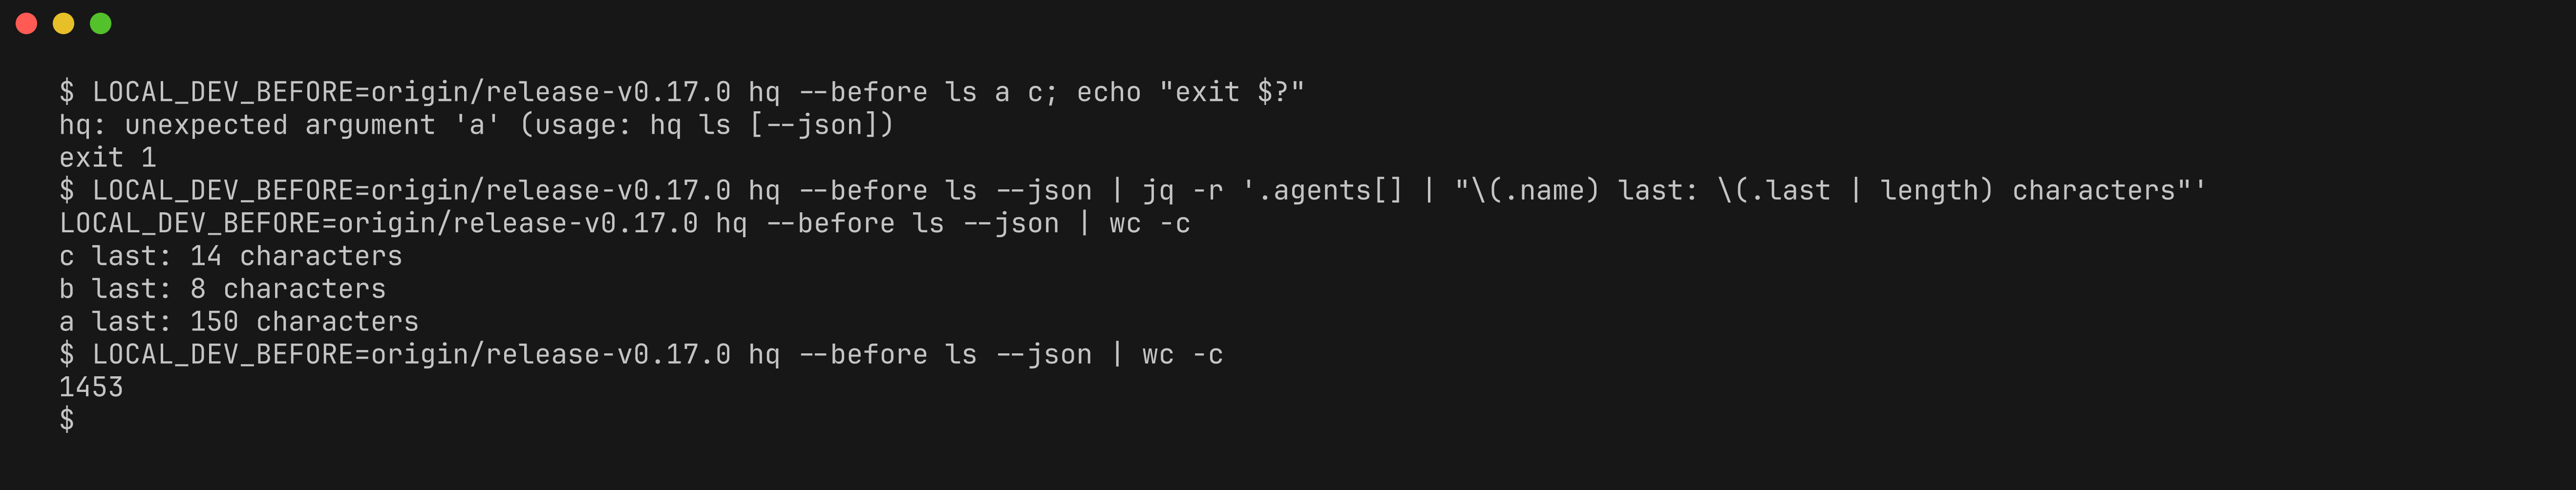 $ LOCAL_DEV_BEFORE=origin/release-v0.17.0 hq --before ls a c; echo "exit $?"
hq: unexpected argument 'a' (usage: hq ls [--json])
exit 1
$ LOCAL_DEV_BEFORE=origin/release-v0.17.0 hq --before ls --json | jq -r '.agents[] | "\(.name) last: \(.last | length) characters"'
LOCAL_DEV_BEFORE=origin/release-v0.17.0 hq --before ls --json | wc -c
c last: 14 characters
b last: 8 characters
a last: 150 characters
$ LOCAL_DEV_BEFORE=origin/release-v0.17.0 hq --before ls --json | wc -c
1453
$